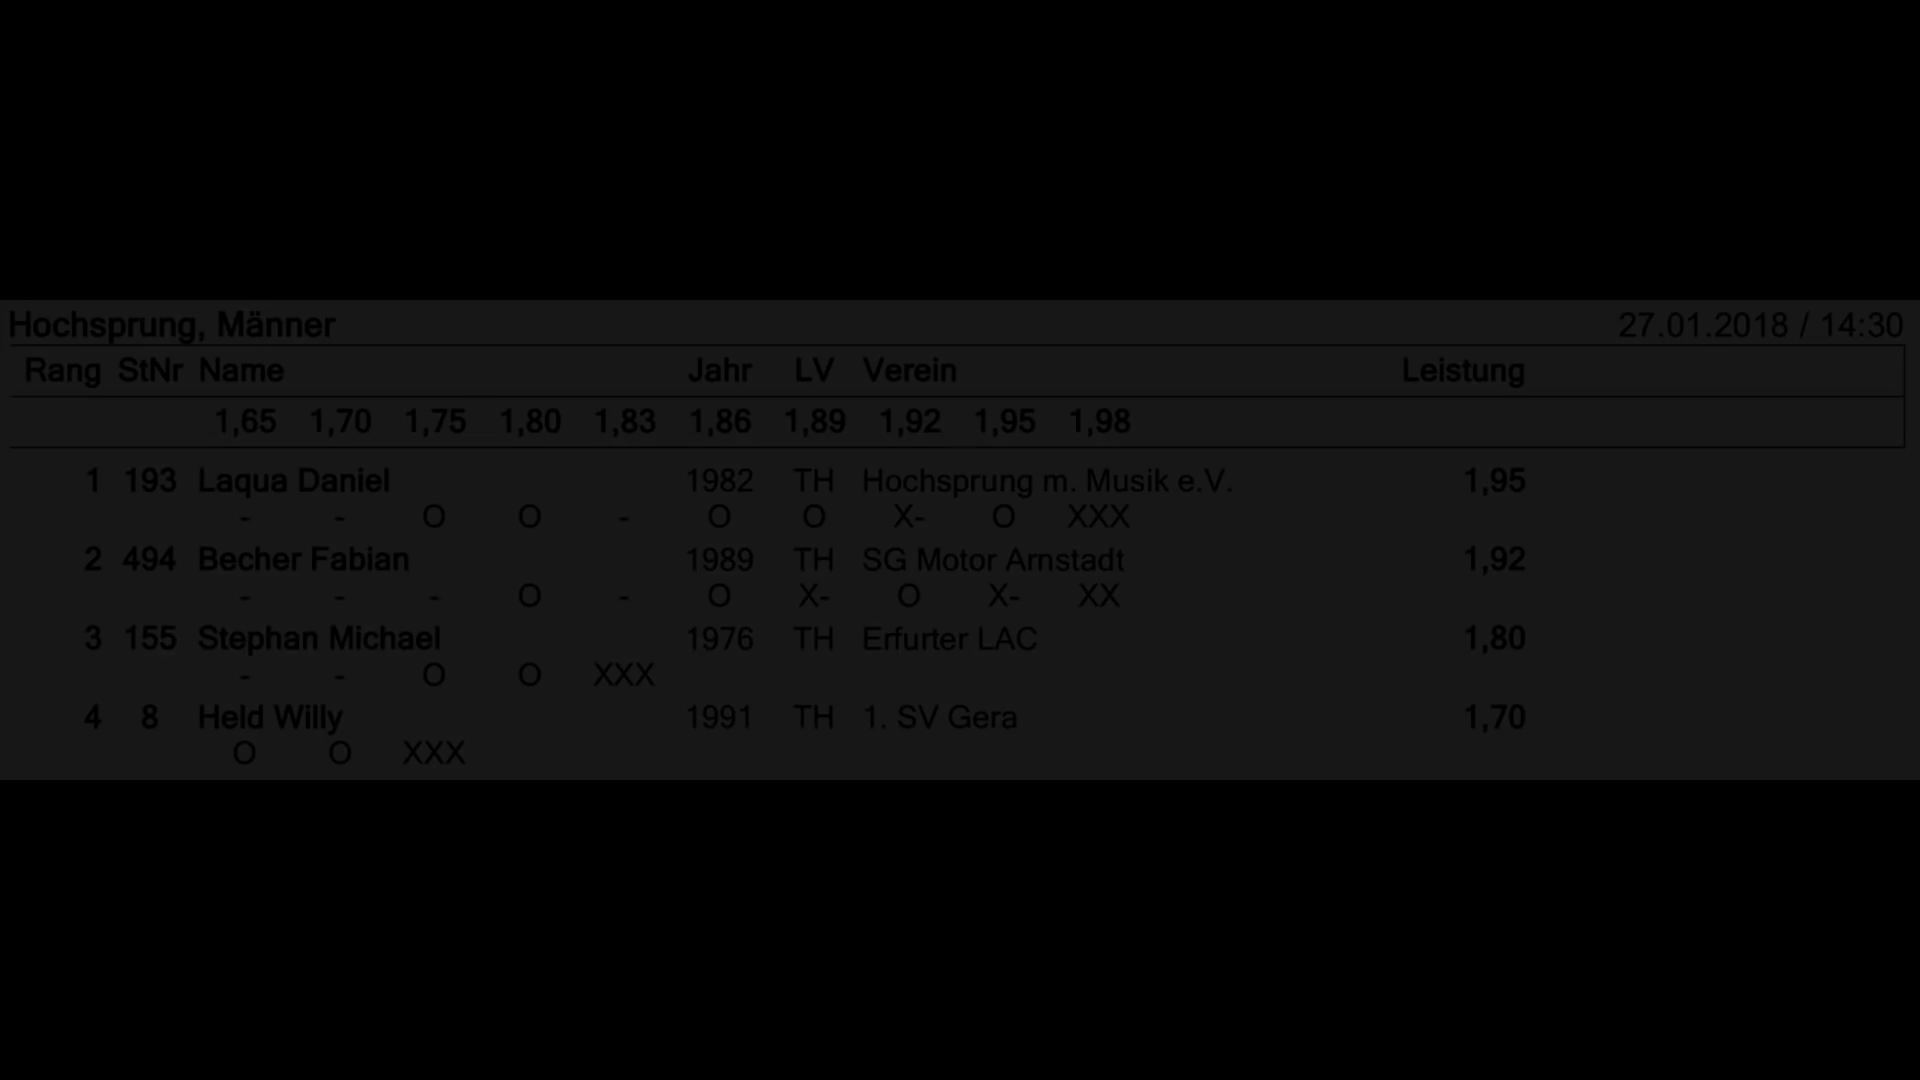 Hochsprung, Männer 27.01.2018 / 14:30
Rang StNr Name Jahr LV Verein Leistung
1,65 1,70 1,75 1,80 1,83 1,86 1,89 1,92 1,95 1,98
1 193 Laqua Daniel 1982 TH Hochsprung m. Musik e.V. 1,95
- - O O - O O X- O XXX
2 494 Becher Fabian 1989 TH SG Motor Arnstadt 1,92
- - - O - O X- O X- XX
3 155 Stephan Michael 1976 TH Erfurter LAC 1,80
- - O O XXX
4 8 Held Willy 1991 TH 1. SV Gera 1,70
O O XXX